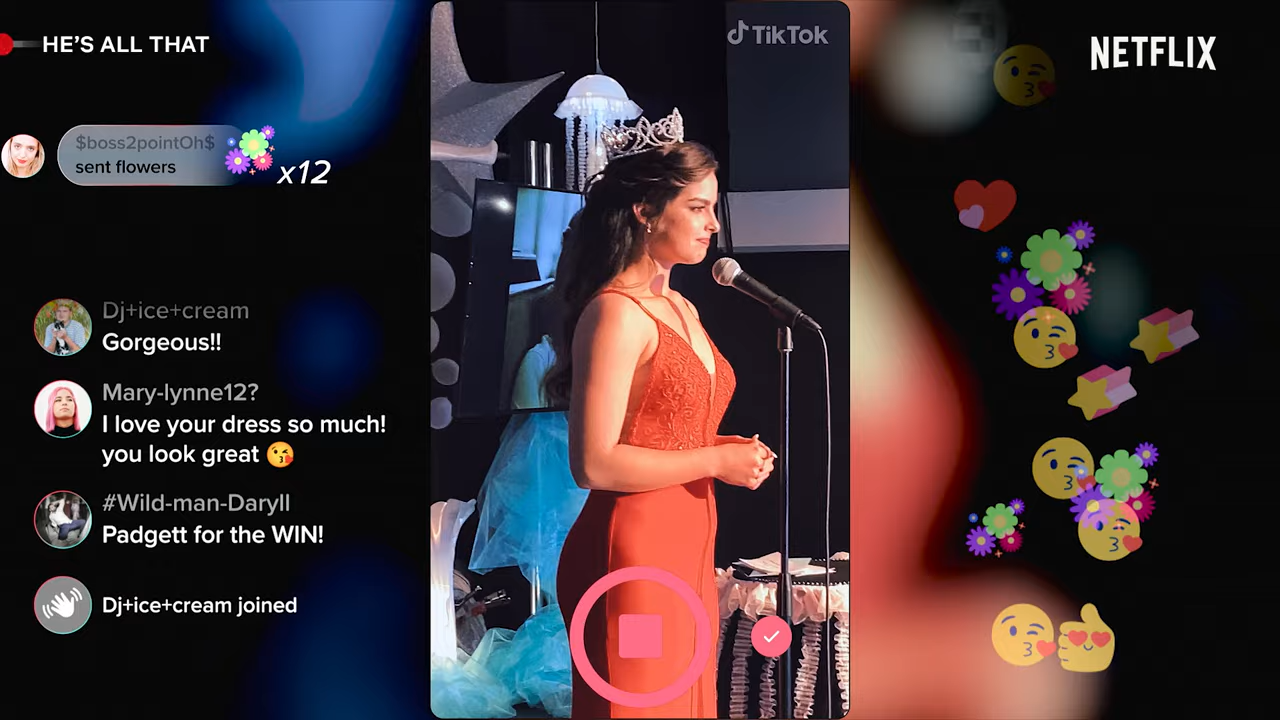 HE'S ALL THAT
TikTok
NETFLIX
$boss2pointOh$
sent flowers
x12
Dj+ice+cream
Gorgeous!!
Mary-lynne12?
I love your dress so much!
you look great 😘
#Wild-man-Daryll
Padgett for the WIN!
Dj+ice+cream joined